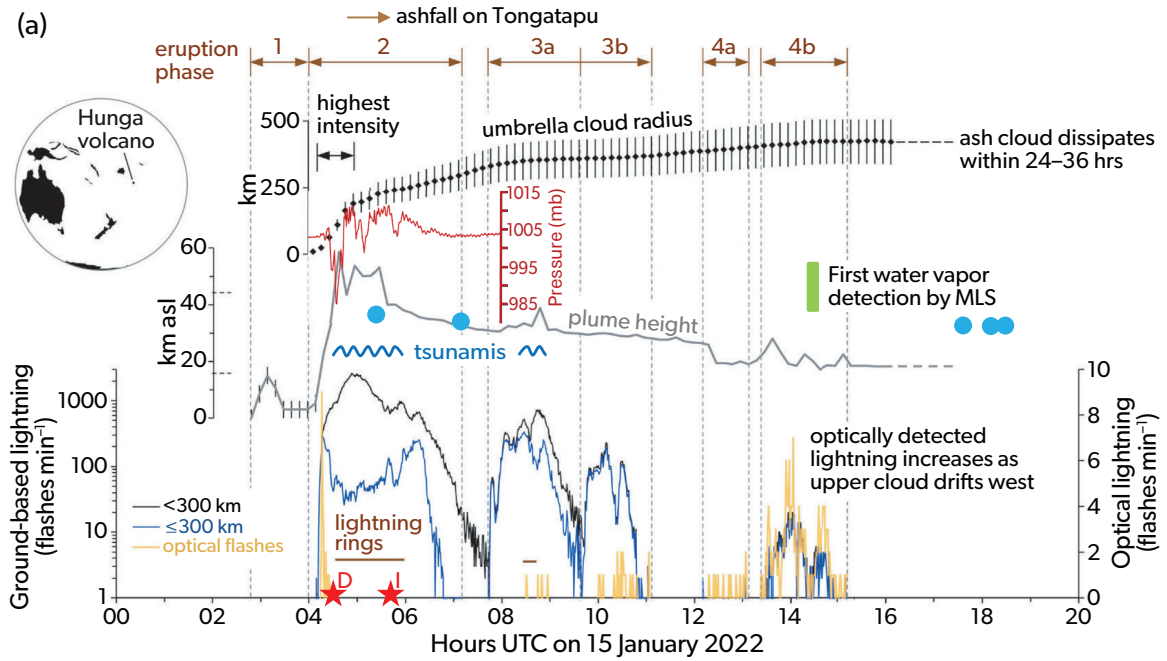 (a)
ashfall on Tongatapu
eruption
phase
1
2
3a
3b
4a
4b
Hunga
volcano
highest
intensity
umbrella cloud radius
ash cloud dissipates
within 24–36 hrs
500
250
0
km
1015
1005
995
985
Pressure (mb)
60
40
20
0
km asl
First water vapor
detection by MLS
plume height
tsunamis
1000
100
10
1
Ground-based lightning
(flashes min⁻¹)
<300 km
≤300 km
optical flashes
lightning
rings
D
I
optically detected
lightning increases as
upper cloud drifts west
10
8
6
4
2
0
Optical lightning
(flashes min⁻¹)
00
02
04
06
08
10
12
14
16
18
20
Hours UTC on 15 January 2022